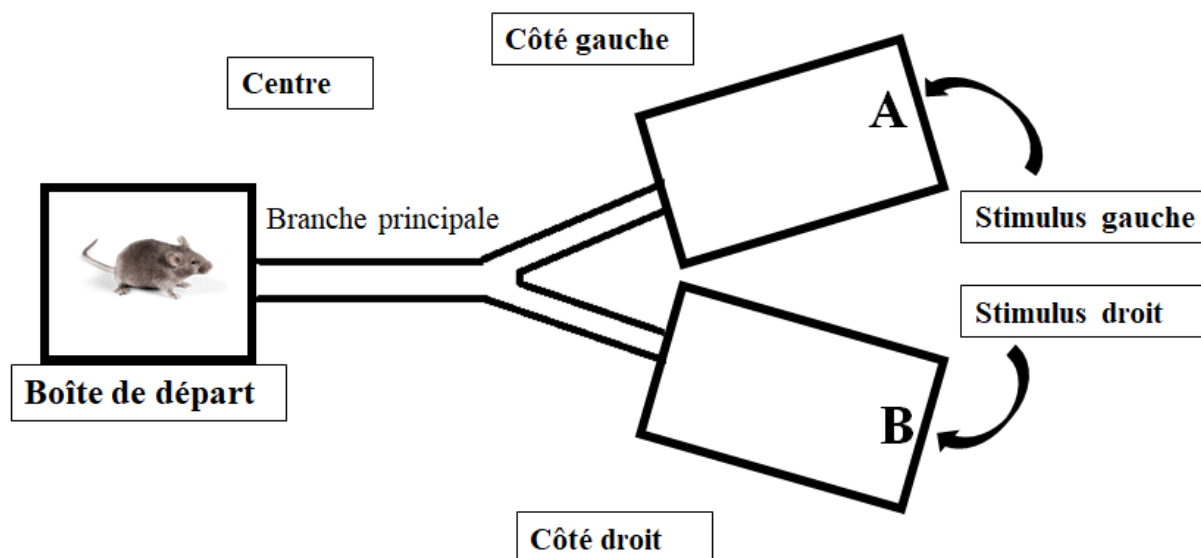 Côté gauche
Centre
A
Branche principale
Stimulus gauche
Stimulus droit
Boîte de départ
B
Côté droit